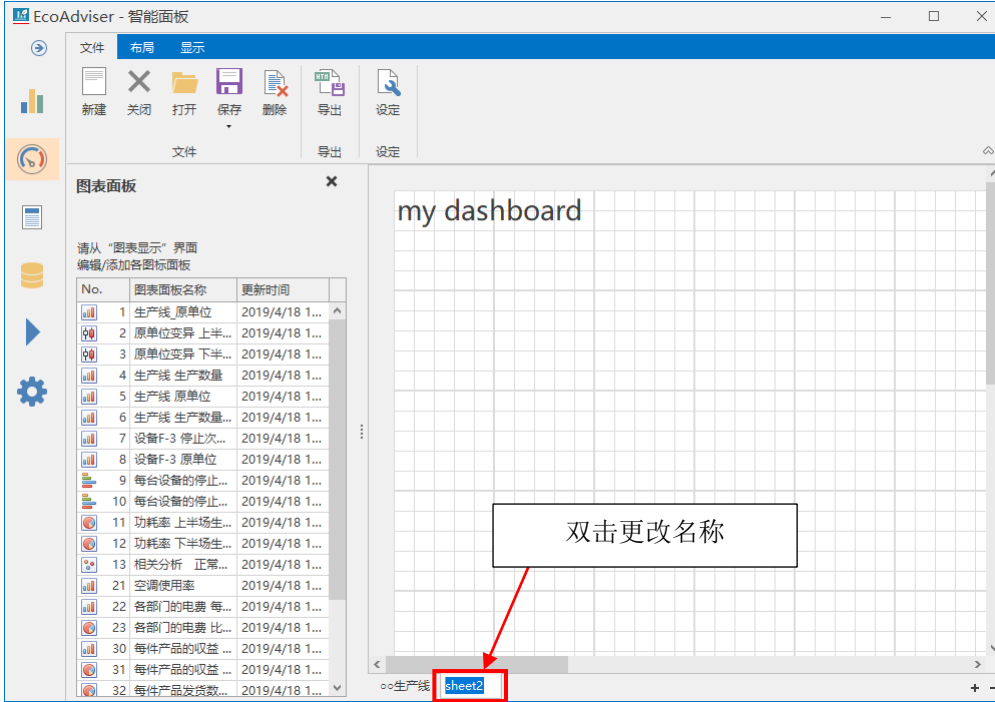 EcoAdviser - 智能面板
文件 布局 显示
新建 关闭 打开 保存 删除 导出 设定
文件 导出 设定
图表面板
请从“图表显示”界面
编辑/添加各图标面板
No. 图表面板名称 更新时间
1 生产线_原单位 2019/4/18 1...
2 原单位变异 上半... 2019/4/18 1...
3 原单位变异 下半... 2019/4/18 1...
4 生产线 生产数量 2019/4/18 1...
5 生产线 原单位 2019/4/18 1...
6 生产线 生产数量... 2019/4/18 1...
7 设备F-3 停止次... 2019/4/18 1...
8 设备F-3 原单位 2019/4/18 1...
9 每台设备的停止... 2019/4/18 1...
10 每台设备的停止... 2019/4/18 1...
11 功耗率 上半场生... 2019/4/18 1...
12 功耗率 下半场生... 2019/4/18 1...
13 相关分析 正常... 2019/4/18 1...
21 空调使用率 2019/4/18 1...
22 各部门的电费 每... 2019/4/18 1...
23 各部门的电费 比... 2019/4/18 1...
30 每件产品的收益 ... 2019/4/18 1...
31 每件产品的收益 ... 2019/4/18 1...
32 每件产品发货数... 2019/4/18 1...
my dashboard
双击更改名称
○○生产线 sheet2